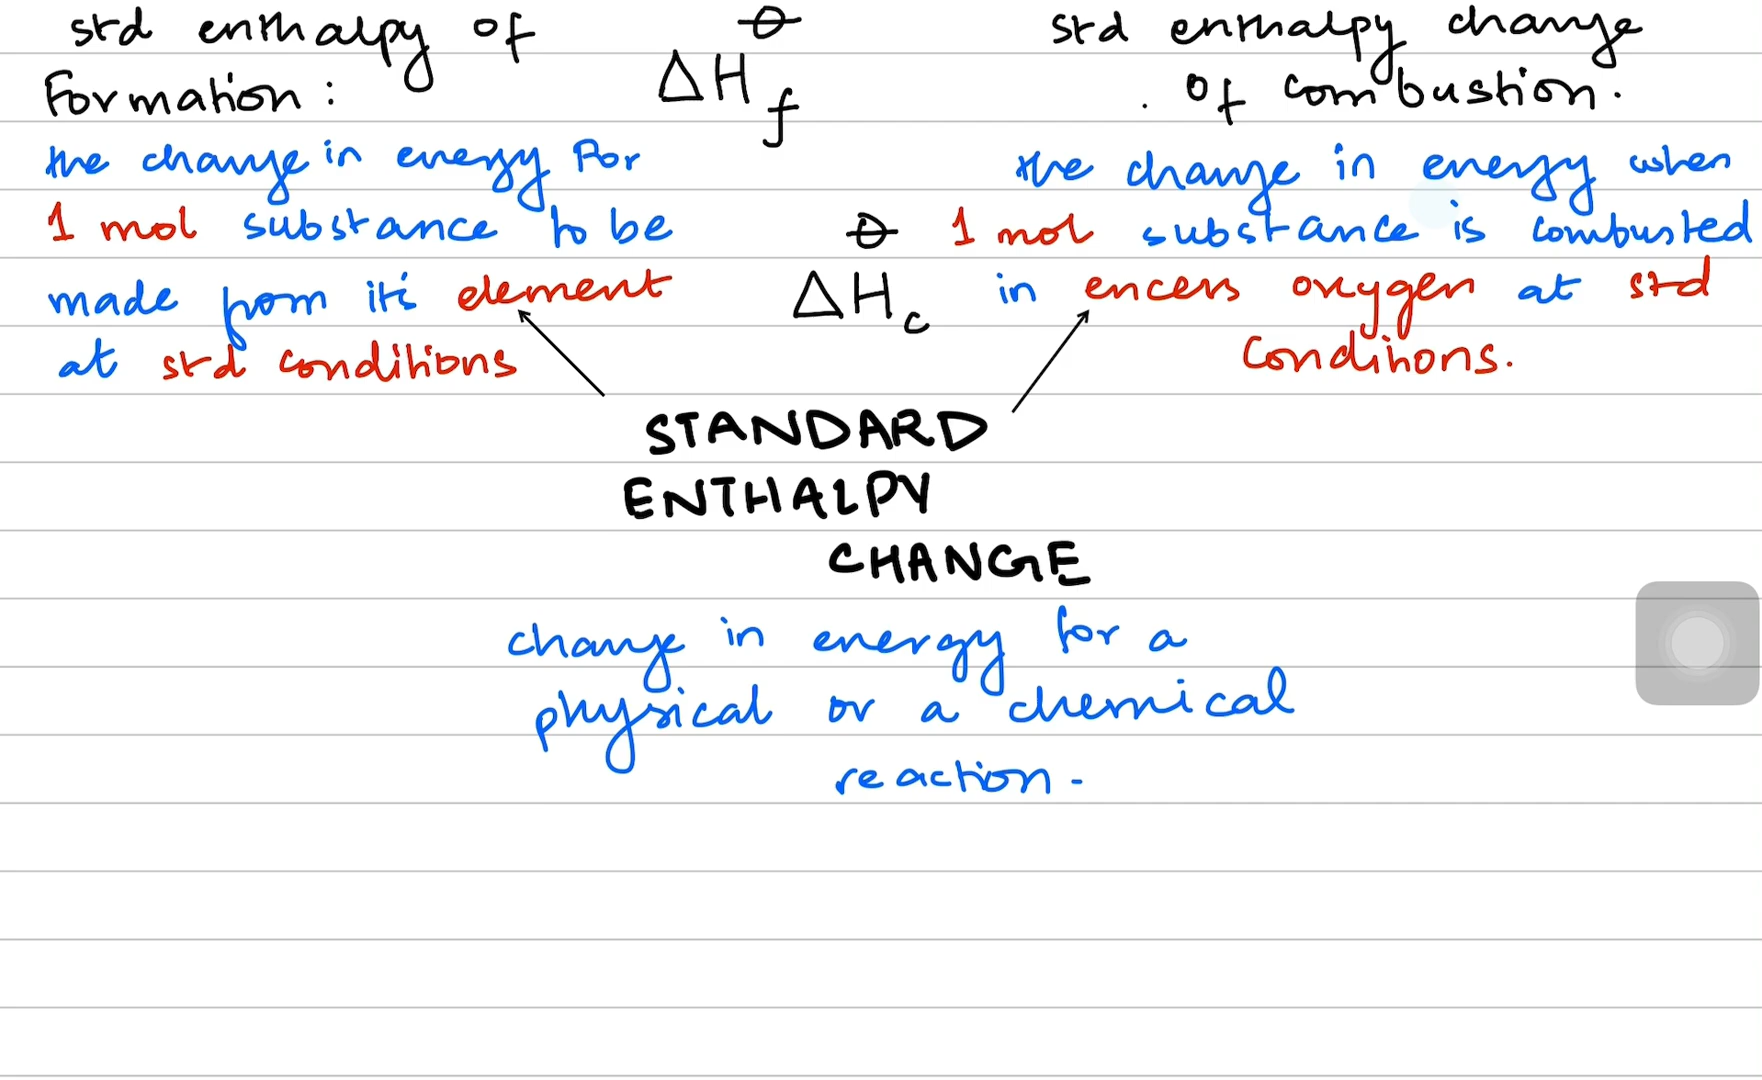 std enthalpy of
Formation:
ΔH f ⦵
the change in energy for
1 mol substance to be
made from it's element
at std conditions
std enthalpy change
of combustion.
ΔH c ⦵
the change in energy when
1 mol substance is combusted
in excess oxygen at std
conditions.
STANDARD
ENTHALPY
CHANGE
change in energy for a
physical or a chemical
reaction -